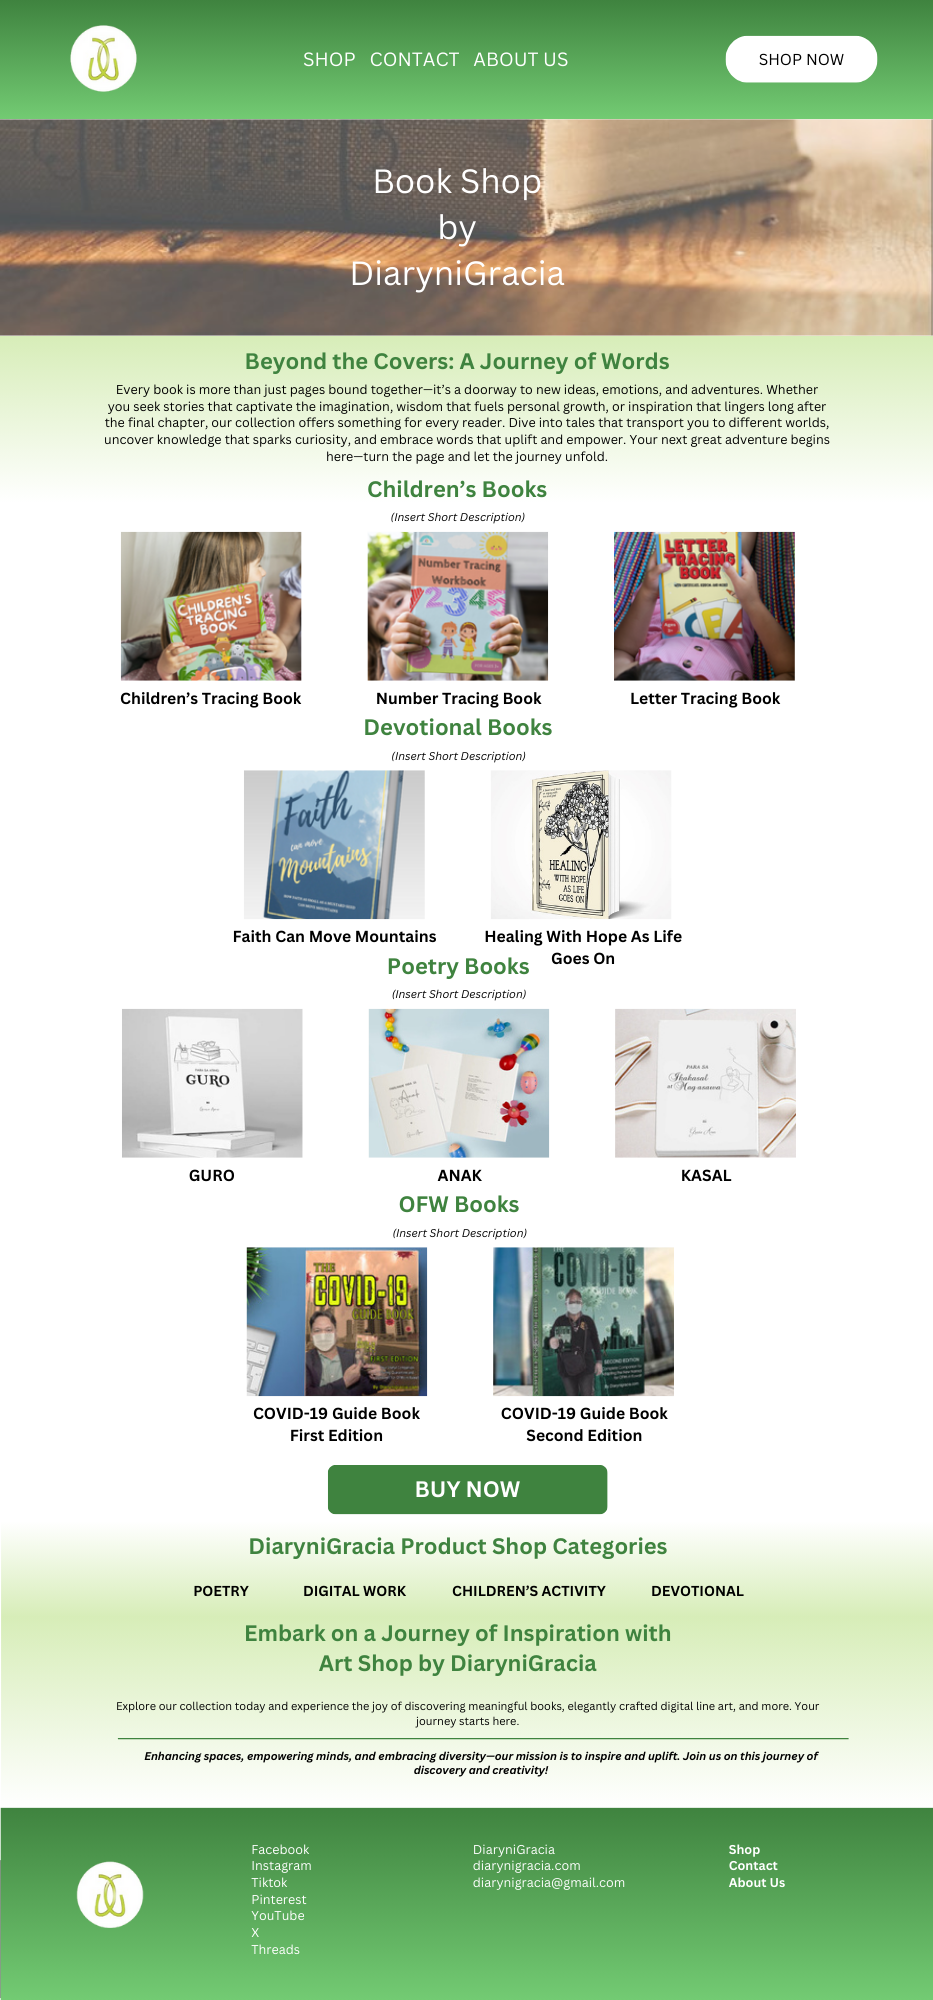 SHOP CONTACT ABOUT US
SHOP NOW
Book Shop
by
DiaryniGracia
Beyond the Covers: A Journey of Words
Every book is more than just pages bound together—it's a doorway to new ideas, emotions, and adventures. Whether
you seek stories that captivate the imagination, wisdom that fuels personal growth, or inspiration that lingers long after
the final chapter, our collection offers something for every reader. Dive into tales that transport you to different worlds,
uncover knowledge that sparks curiosity, and embrace words that uplift and empower. Your next great adventure begins
here—turn the page and let the journey unfold.
Children's Books
(Insert Short Description)
CHILDREN'S
TRACING
BOOK
Number Tracing
Workbook
12345
LETTER
TRACING
BOOK
Children's Tracing Book
Number Tracing Book
Letter Tracing Book
Devotional Books
(Insert Short Description)
Faith
can move
Mountains
HEALING
WITH HOPE
AS LIFE
GOES ON
Faith Can Move Mountains
Healing With Hope As Life
Goes On
Poetry Books
(Insert Short Description)
GURO
PARA SA
Ikakasal
at Mag-asawa
GURO
ANAK
KASAL
OFW Books
(Insert Short Description)
THE
COVID-19
GUIDE BOOK
FIRST EDITION
COVID-19
GUIDE BOOK
SECOND EDITION
COVID-19 Guide Book
First Edition
COVID-19 Guide Book
Second Edition
BUY NOW
DiaryniGracia Product Shop Categories
POETRY
DIGITAL WORK
CHILDREN'S ACTIVITY
DEVOTIONAL
Embark on a Journey of Inspiration with
Art Shop by DiaryniGracia
Explore our collection today and experience the joy of discovering meaningful books, elegantly crafted digital line art, and more. Your
journey starts here.
Enhancing spaces, empowering minds, and embracing diversity—our mission is to inspire and uplift. Join us on this journey of
discovery and creativity!
Facebook
Instagram
Tiktok
Pinterest
YouTube
X
Threads
DiaryniGracia
diarynigracia.com
diarynigracia@gmail.com
Shop
Contact
About Us